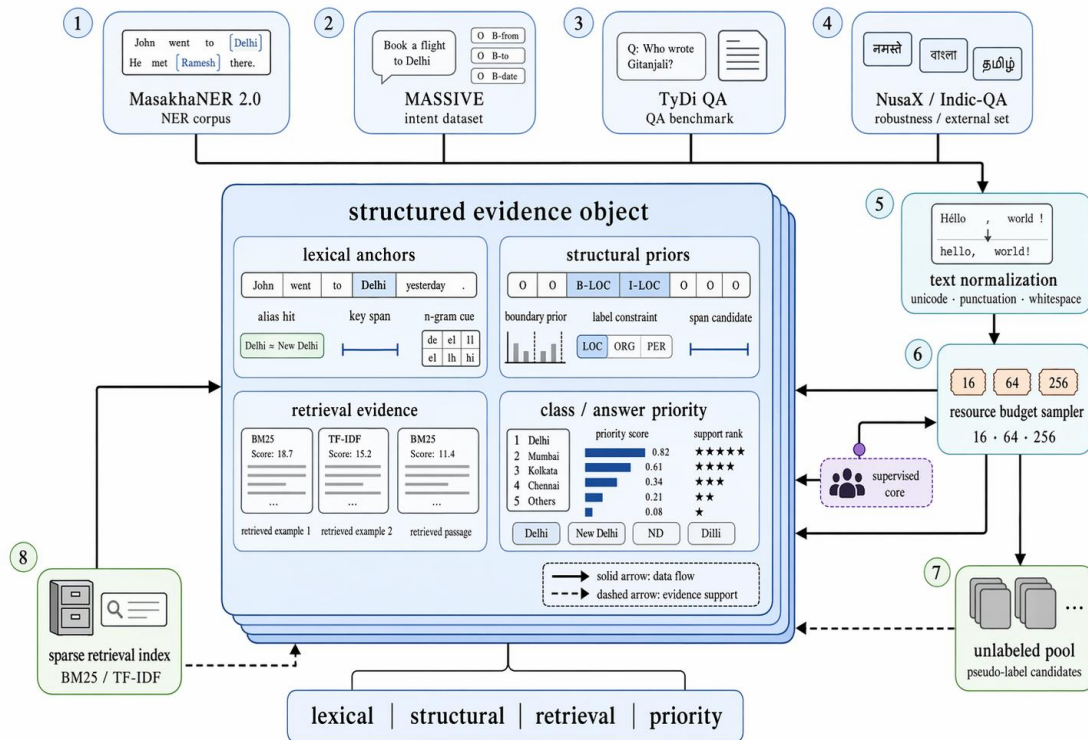 1
John went to [Delhi]
He met [Ramesh] there.
MasakhaNER 2.0
NER corpus
2
Book a flight
to Delhi
O B-from
O B-to
O B-date
MASSIVE
intent dataset
3
Q: Who wrote
Gitanjali?
TyDi QA
QA benchmark
4
नमस्ते
বাংলা
தமிழ்
NusaX / Indic-QA
robustness / external set
5
Héllo , world !
hello, world!
text normalization
unicode · punctuation · whitespace
6
16 64 256
resource budget sampler
16 · 64 · 256
supervised
core
7
...
unlabeled pool
pseudo-label candidates
8
sparse retrieval index
BM25 / TF-IDF
structured evidence object
lexical anchors
John went to Delhi yesterday .
alias hit key span n-gram cue
Delhi ≈ New Delhi
de el ll
el lh hi
structural priors
O O B-LOC I-LOC O O O
boundary prior label constraint span candidate
LOC ORG PER
retrieval evidence
BM25
Score: 18.7
...
retrieved example 1
TF-IDF
Score: 15.2
...
retrieved example 2
BM25
Score: 11.4
...
retrieved passage
class / answer priority
priority score support rank
1 Delhi 0.82 ★★★★★
2 Mumbai 0.61 ★★★★
3 Kolkata 0.34 ★★★
4 Chennai 0.21 ★★
5 Others 0.08 ★
Delhi New Delhi ND Dilli
solid arrow: data flow
dashed arrow: evidence support
lexical | structural | retrieval | priority